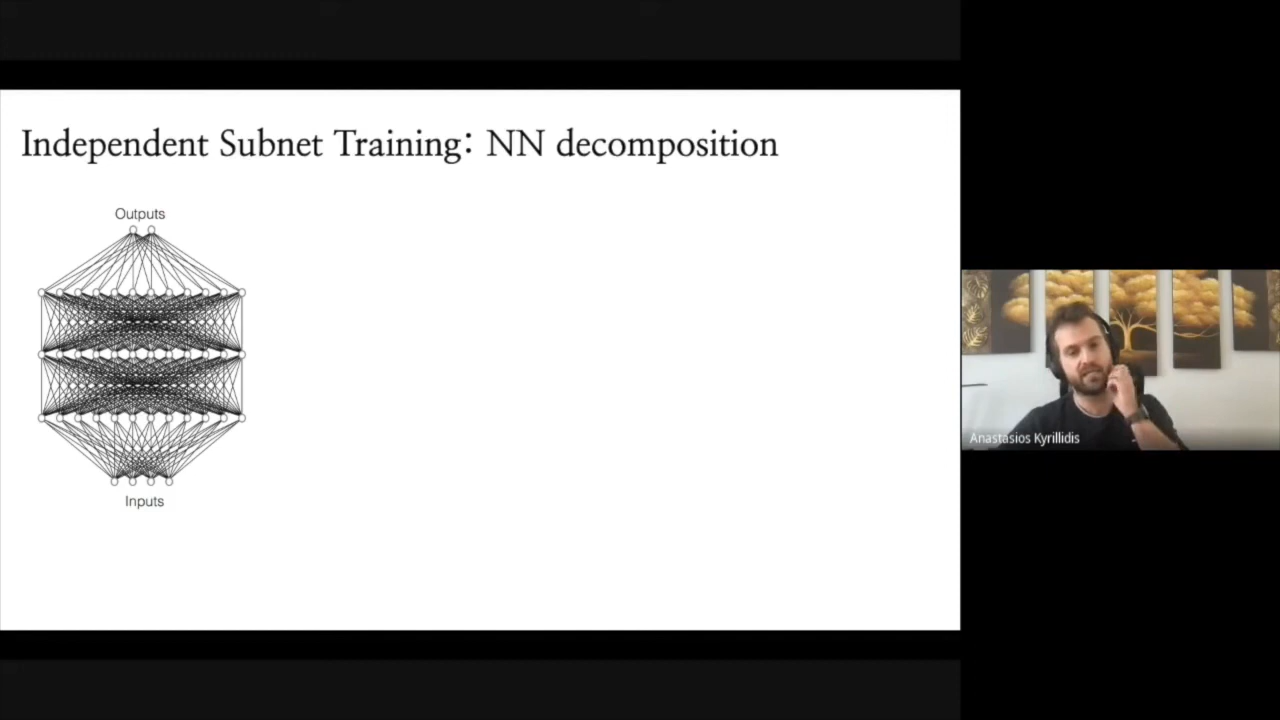 Independent Subnet Training: NN decomposition
Outputs
Inputs
Anastasios Kyrillidis